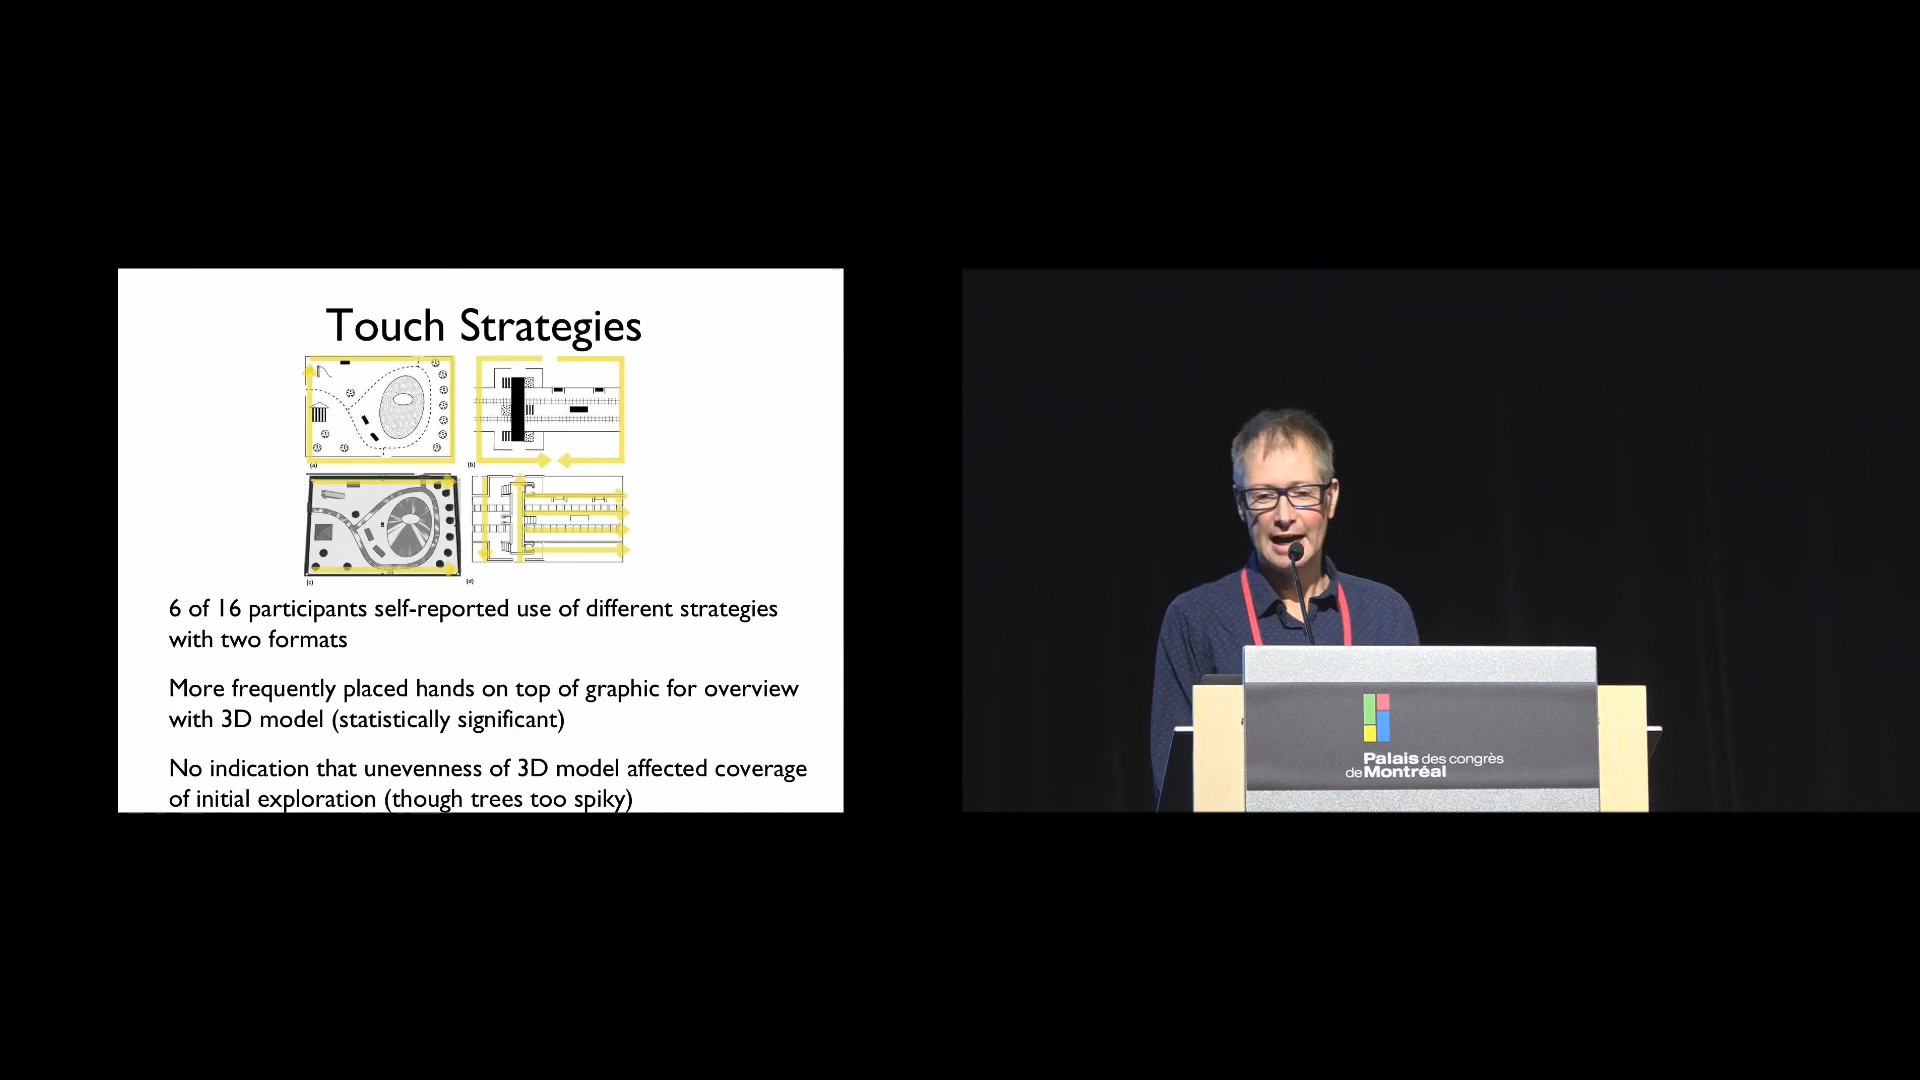 Touch Strategies
(a)
(b)
(c)
(d)
6 of 16 participants self-reported use of different strategies
with two formats
More frequently placed hands on top of graphic for overview
with 3D model (statistically significant)
No indication that unevenness of 3D model affected coverage
of initial exploration (though trees too spiky)
Palais des congrès
de Montréal